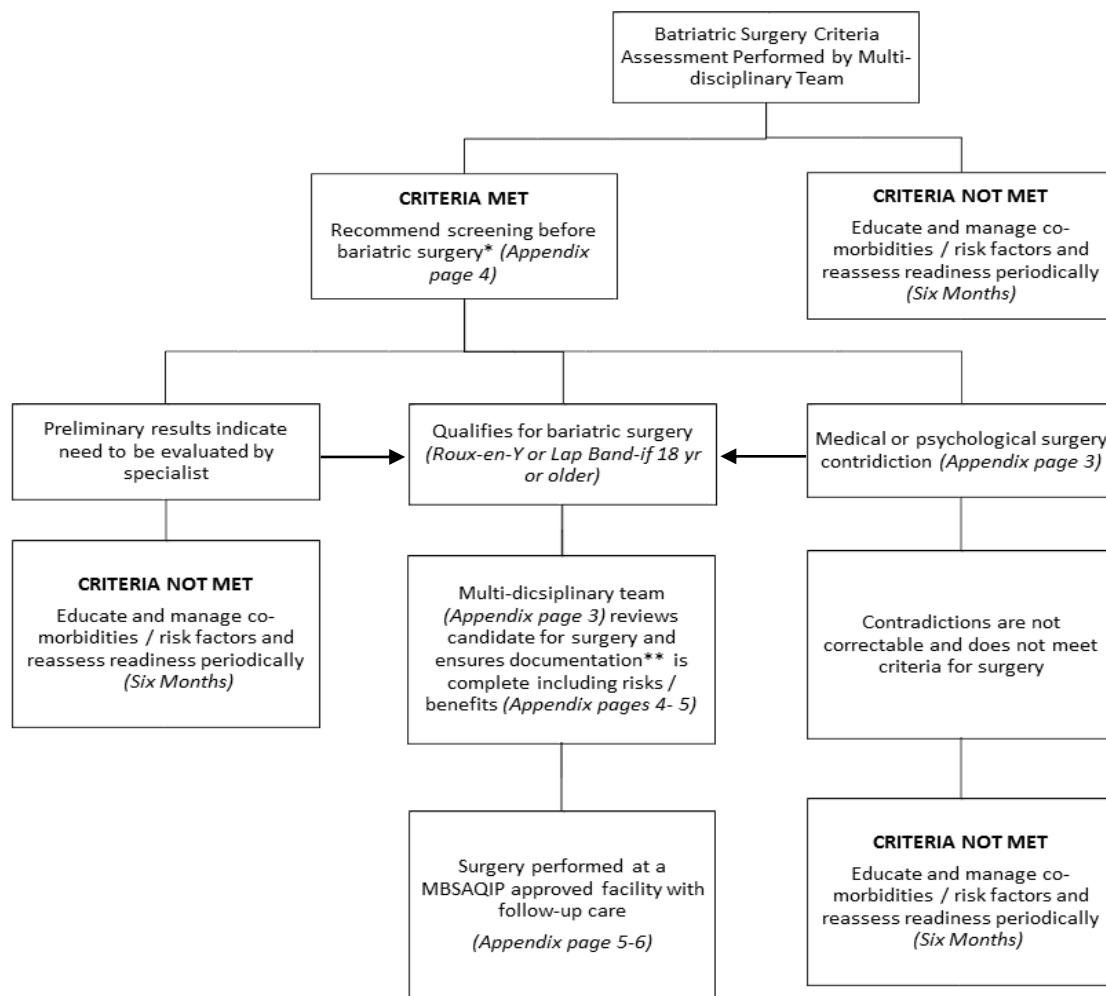 Batriatric Surgery Criteria
Assessment Performed by Multi-
disciplinary Team
CRITERIA MET
Recommend screening before
bariatric surgery* (Appendix
page 4)
CRITERIA NOT MET
Educate and manage co-
morbidities / risk factors and
reassess readiness periodically
(Six Months)
Preliminary results indicate
need to be evaluated by
specialist
Qualifies for bariatric surgery
(Roux-en-Y or Lap Band-if 18 yr
or older)
Medical or psychological surgery
contridiction (Appendix page 3)
CRITERIA NOT MET
Educate and manage co-
morbidities / risk factors and
reassess readiness periodically
(Six Months)
Multi-dicsiplinary team
(Appendix page 3) reviews
candidate for surgery and
ensures documentation** is
complete including risks /
benefits (Appendix pages 4- 5)
Contradictions are not
correctable and does not meet
criteria for surgery
Surgery performed at a
MBSAQIP approved facility with
follow-up care
(Appendix page 5-6)
CRITERIA NOT MET
Educate and manage co-
morbidities / risk factors and
reassess readiness periodically
(Six Months)